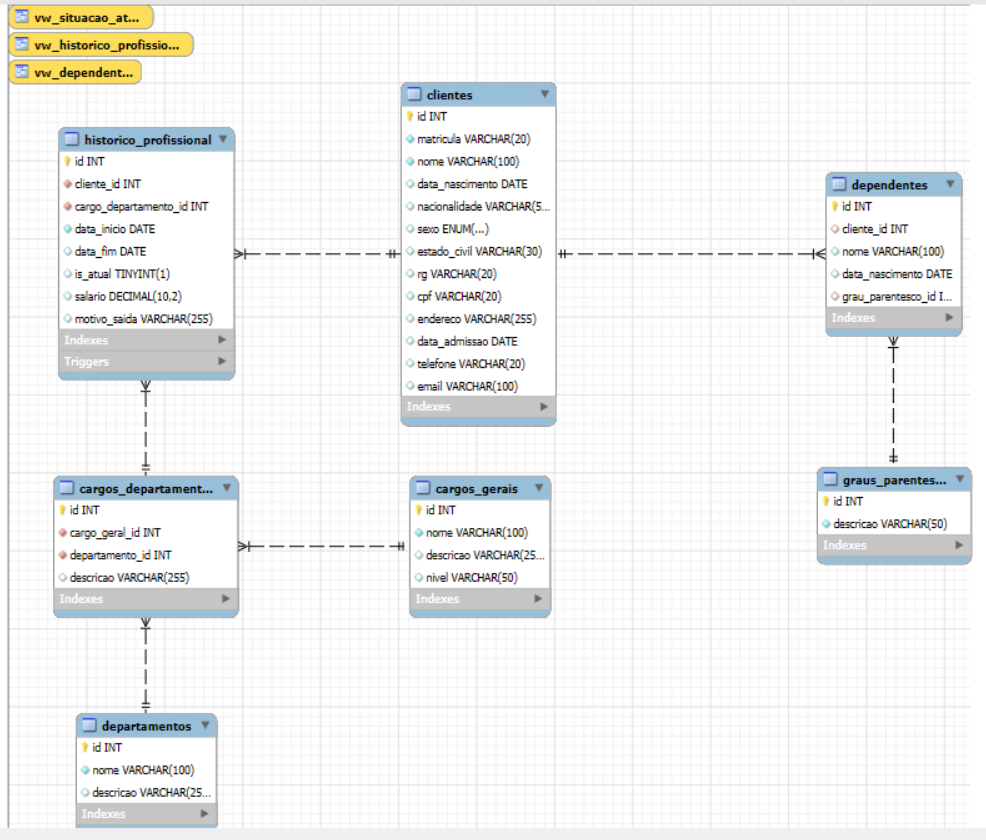 vw_situacao_at...
vw_historico_profissio...
vw_dependent...
clientes
id INT
matricula VARCHAR(20)
nome VARCHAR(100)
data_nascimento DATE
nacionalidade VARCHAR(5...
sexo ENUM(...)
estado_civil VARCHAR(30)
rg VARCHAR(20)
cpf VARCHAR(20)
endereco VARCHAR(255)
data_admissao DATE
telefone VARCHAR(20)
email VARCHAR(100)
Indexes
historico_profissional
id INT
cliente_id INT
cargo_departamento_id INT
data_inicio DATE
data_fim DATE
is_atual TINYINT(1)
salario DECIMAL(10,2)
motivo_saida VARCHAR(255)
Indexes
Triggers
dependentes
id INT
cliente_id INT
nome VARCHAR(100)
data_nascimento DATE
grau_parentesco_id I...
Indexes
cargos_departament...
id INT
cargo_geral_id INT
departamento_id INT
descricao VARCHAR(255)
Indexes
cargos_gerais
id INT
nome VARCHAR(100)
descricao VARCHAR(25...
nivel VARCHAR(50)
Indexes
graus_parentes...
id INT
descricao VARCHAR(50)
Indexes
departamentos
id INT
nome VARCHAR(100)
descricao VARCHAR(25...
Indexes